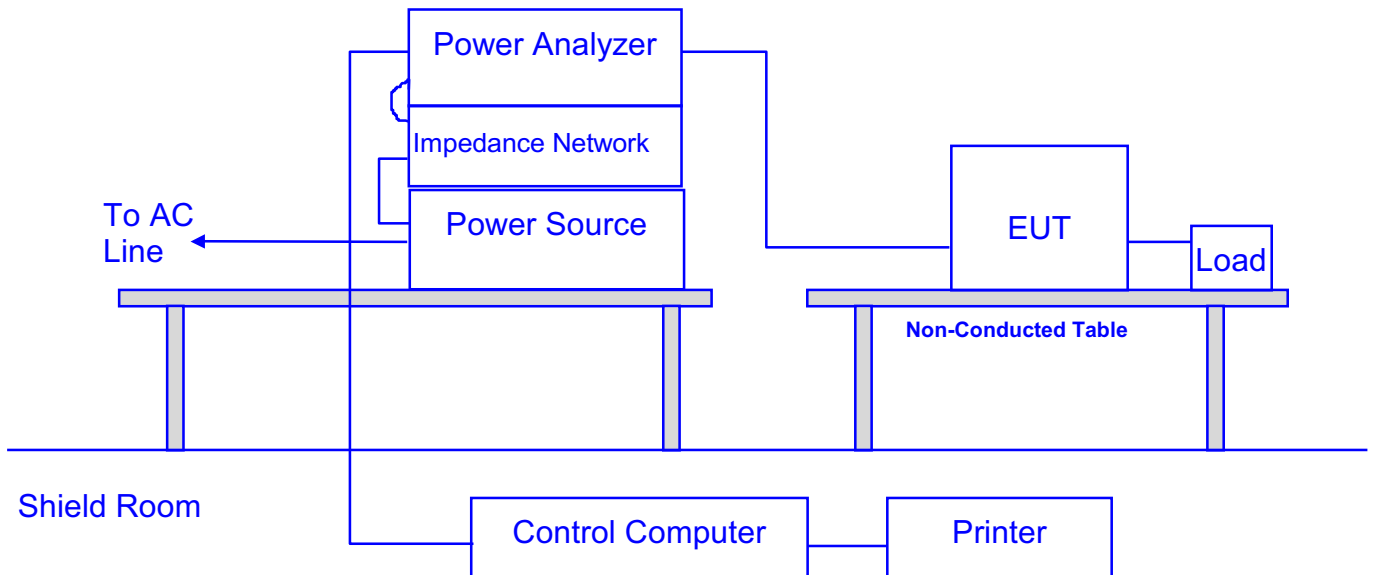 Power Analyzer
Impedance Network
Power Source
To AC
Line
EUT
Load
Non-Conducted Table
Shield Room
Control Computer
Printer